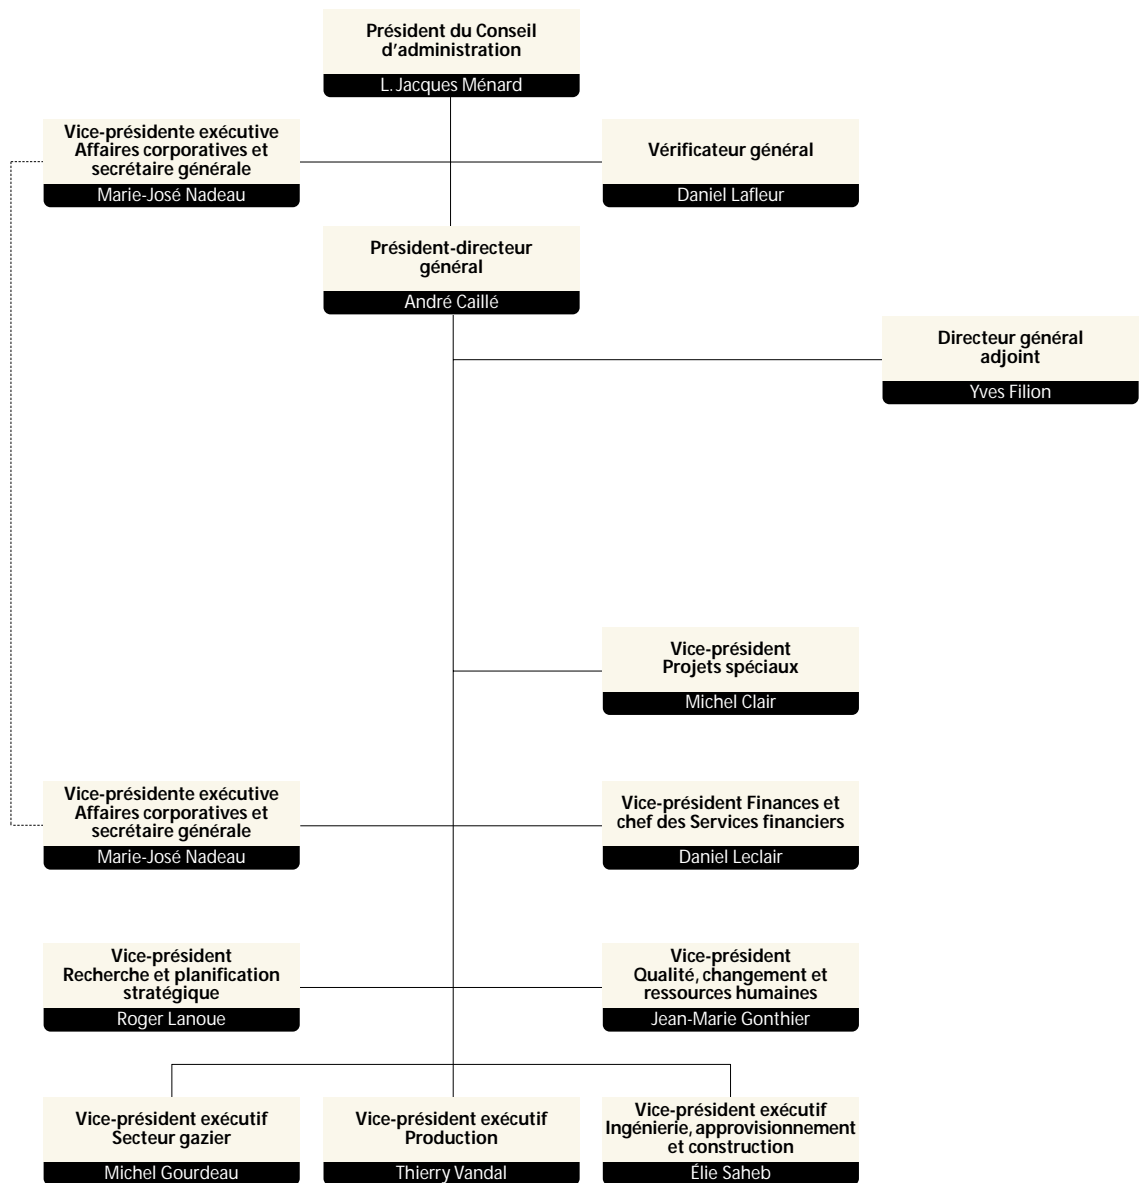 Président du Conseil
d'administration
L. Jacques Ménard
Vice-présidente exécutive
Affaires corporatives et
secrétaire générale
Marie-José Nadeau
Vérificateur général
Daniel Lafleur
Président-directeur
général
André Caillé
Directeur général
adjoint
Yves Filion
Vice-président
Projets spéciaux
Michel Clair
Vice-présidente exécutive
Affaires corporatives et
secrétaire générale
Marie-José Nadeau
Vice-président Finances et
chef des Services financiers
Daniel Leclair
Vice-président
Recherche et planification
stratégique
Roger Lanoue
Vice-président
Qualité, changement et
ressources humaines
Jean-Marie Gonthier
Vice-président exécutif
Secteur gazier
Michel Gourdeau
Vice-président exécutif
Production
Thierry Vandal
Vice-président exécutif
Ingénierie, approvisionnement
et construction
Élie Saheb